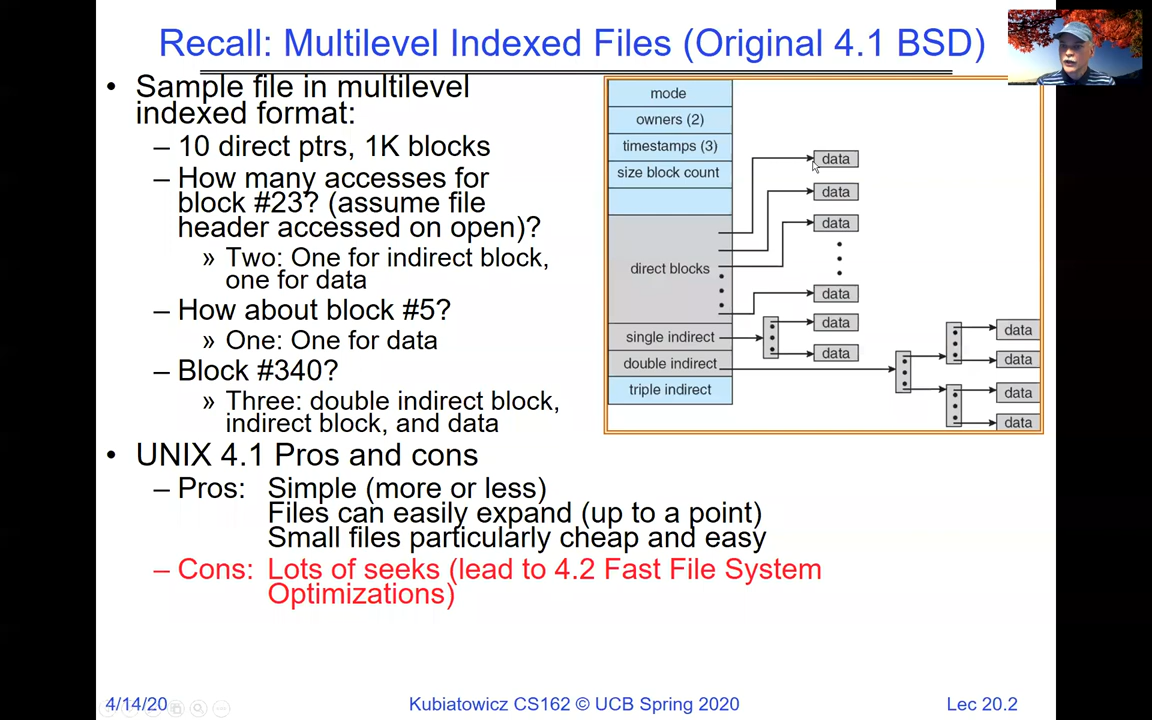 Recall: Multilevel Indexed Files (Original 4.1 BSD)
• Sample file in multilevel
indexed format:
– 10 direct ptrs, 1K blocks
– How many accesses for
block #23? (assume file
header accessed on open)?
» Two: One for indirect block,
one for data
– How about block #5?
» One: One for data
– Block #340?
» Three: double indirect block,
indirect block, and data
• UNIX 4.1 Pros and cons
– Pros: Simple (more or less)
Files can easily expand (up to a point)
Small files particularly cheap and easy
– Cons: Lots of seeks (lead to 4.2 Fast File System
Optimizations)
mode
owners (2)
timestamps (3)
size block count
direct blocks
single indirect
double indirect
triple indirect
data
data
data
data
data
data
data
data
data
data
4/14/20
Kubiatowicz CS162 © UCB Spring 2020
Lec 20.2